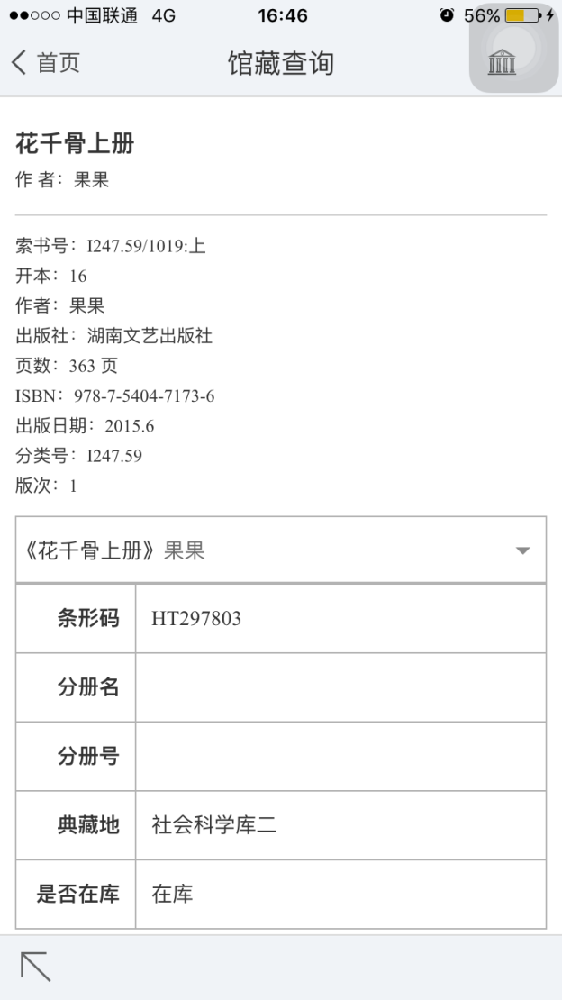 中国联通 4G 16:46 56%
首页 馆藏查询
花千骨上册
作 者：果果
索书号：I247.59/1019:上
开本：16
作者：果果
出版社：湖南文艺出版社
页数：363 页
ISBN：978-7-5404-7173-6
出版日期：2015.6
分类号：I247.59
版次：1
《花千骨上册》果果
条形码 HT297803
分册名
分册号
典藏地 社会科学库二
是否在库 在库